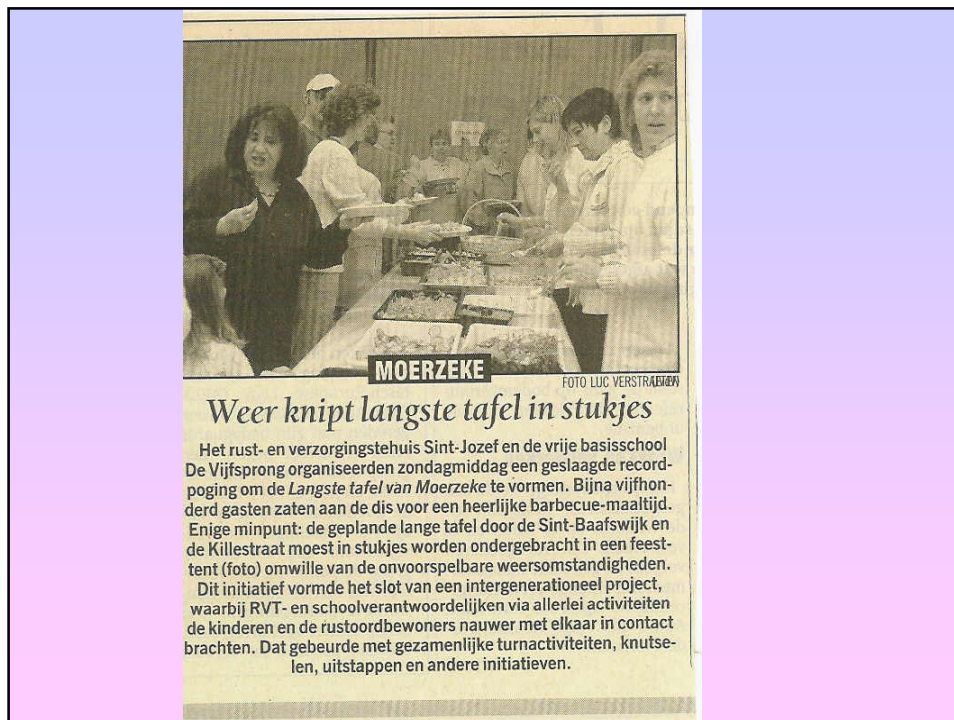 MOERZEKE
FOTO LUC VERSTRAETEN
Weer knipt langste tafel in stukjes
Het rust- en verzorgingstehuis Sint-Jozef en de vrije basisschool
De Vijfsprong organiseerden zondagmiddag een geslaagde record-
poging om de Langste tafel van Moerzeke te vormen. Bijna vijfhon-
derd gasten zaten aan de dis voor een heerlijke barbecue-maaltijd.
Enige minpunt: de geplande lange tafel door de Sint-Baafswijk en
de Killestraat moest in stukjes worden ondergebracht in een feest-
tent (foto) omwille van de onvoorspelbare weersomstandigheden.
Dit initiatief vormde het slot van een intergenerationeel project,
waarbij RVT- en schoolverantwoordelijken via allerlei activiteiten
de kinderen en de rustoordbewoners nauwer met elkaar in contact
brachten. Dat gebeurde met gezamenlijke turnactiviteiten, knutse-
len, uitstappen en andere initiatieven.